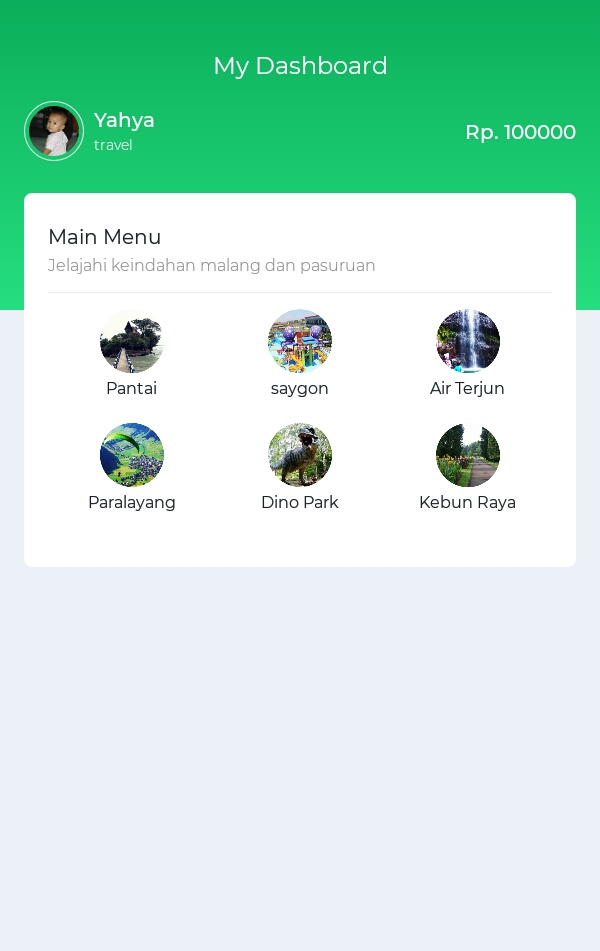 My Dashboard
Yahya
travel
Rp. 100000
Main Menu
Jelajahi keindahan malang dan pasuruan
Pantai
saygon
Air Terjun
Paralayang
Dino Park
Kebun Raya